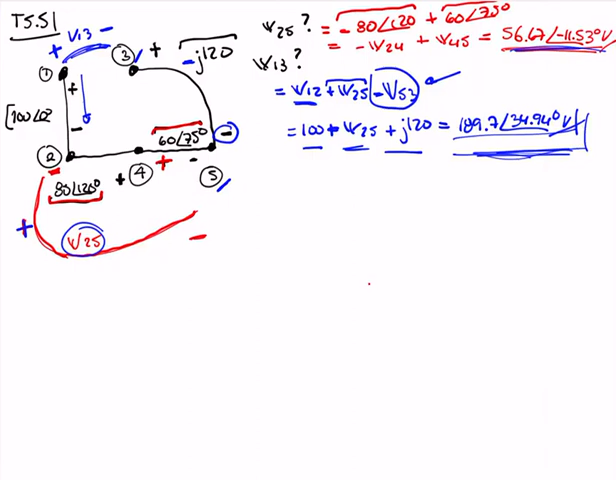 T5.51
V25 ? = -80∠120 + 60∠75°
= -V24 + V45 = 56.67∠-11.53° V
V13 ?
= V12 + V25 - V53
= 100 + V25 + j120 = 189.7∠34.94° V
+ V13 -
① ③ + -j120
+
100∠0°
-
60∠75° -
② + ④ + - ⑤
- 80∠120°
+ V25 -